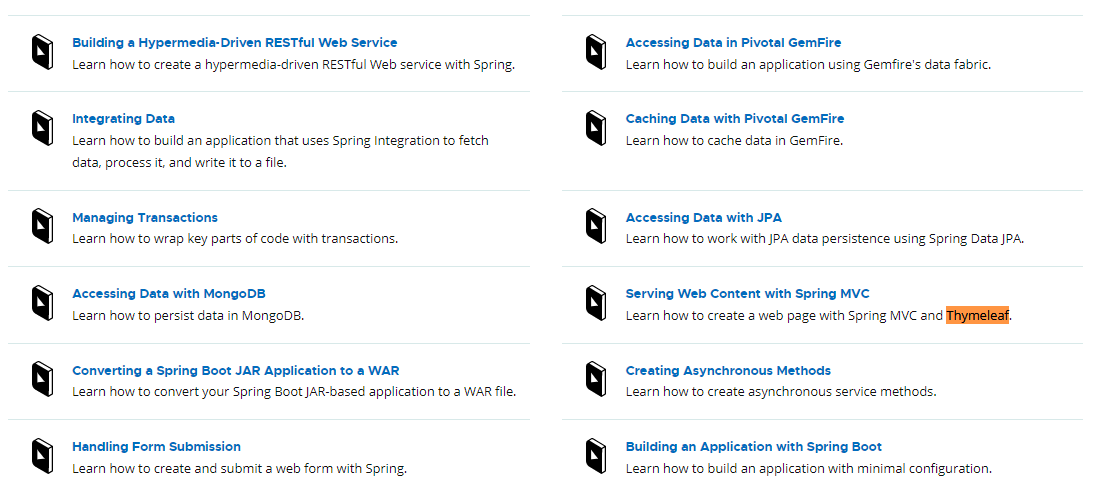 Building a Hypermedia-Driven RESTful Web Service
Learn how to create a hypermedia-driven RESTful Web service with Spring.
Accessing Data in Pivotal GemFire
Learn how to build an application using Gemfire's data fabric.
Integrating Data
Learn how to build an application that uses Spring Integration to fetch
data, process it, and write it to a file.
Caching Data with Pivotal GemFire
Learn how to cache data in GemFire.
Managing Transactions
Learn how to wrap key parts of code with transactions.
Accessing Data with JPA
Learn how to work with JPA data persistence using Spring Data JPA.
Accessing Data with MongoDB
Learn how to persist data in MongoDB.
Serving Web Content with Spring MVC
Learn how to create a web page with Spring MVC and Thymeleaf.
Converting a Spring Boot JAR Application to a WAR
Learn how to convert your Spring Boot JAR-based application to a WAR file.
Creating Asynchronous Methods
Learn how to create asynchronous service methods.
Handling Form Submission
Learn how to create and submit a web form with Spring.
Building an Application with Spring Boot
Learn how to build an application with minimal configuration.